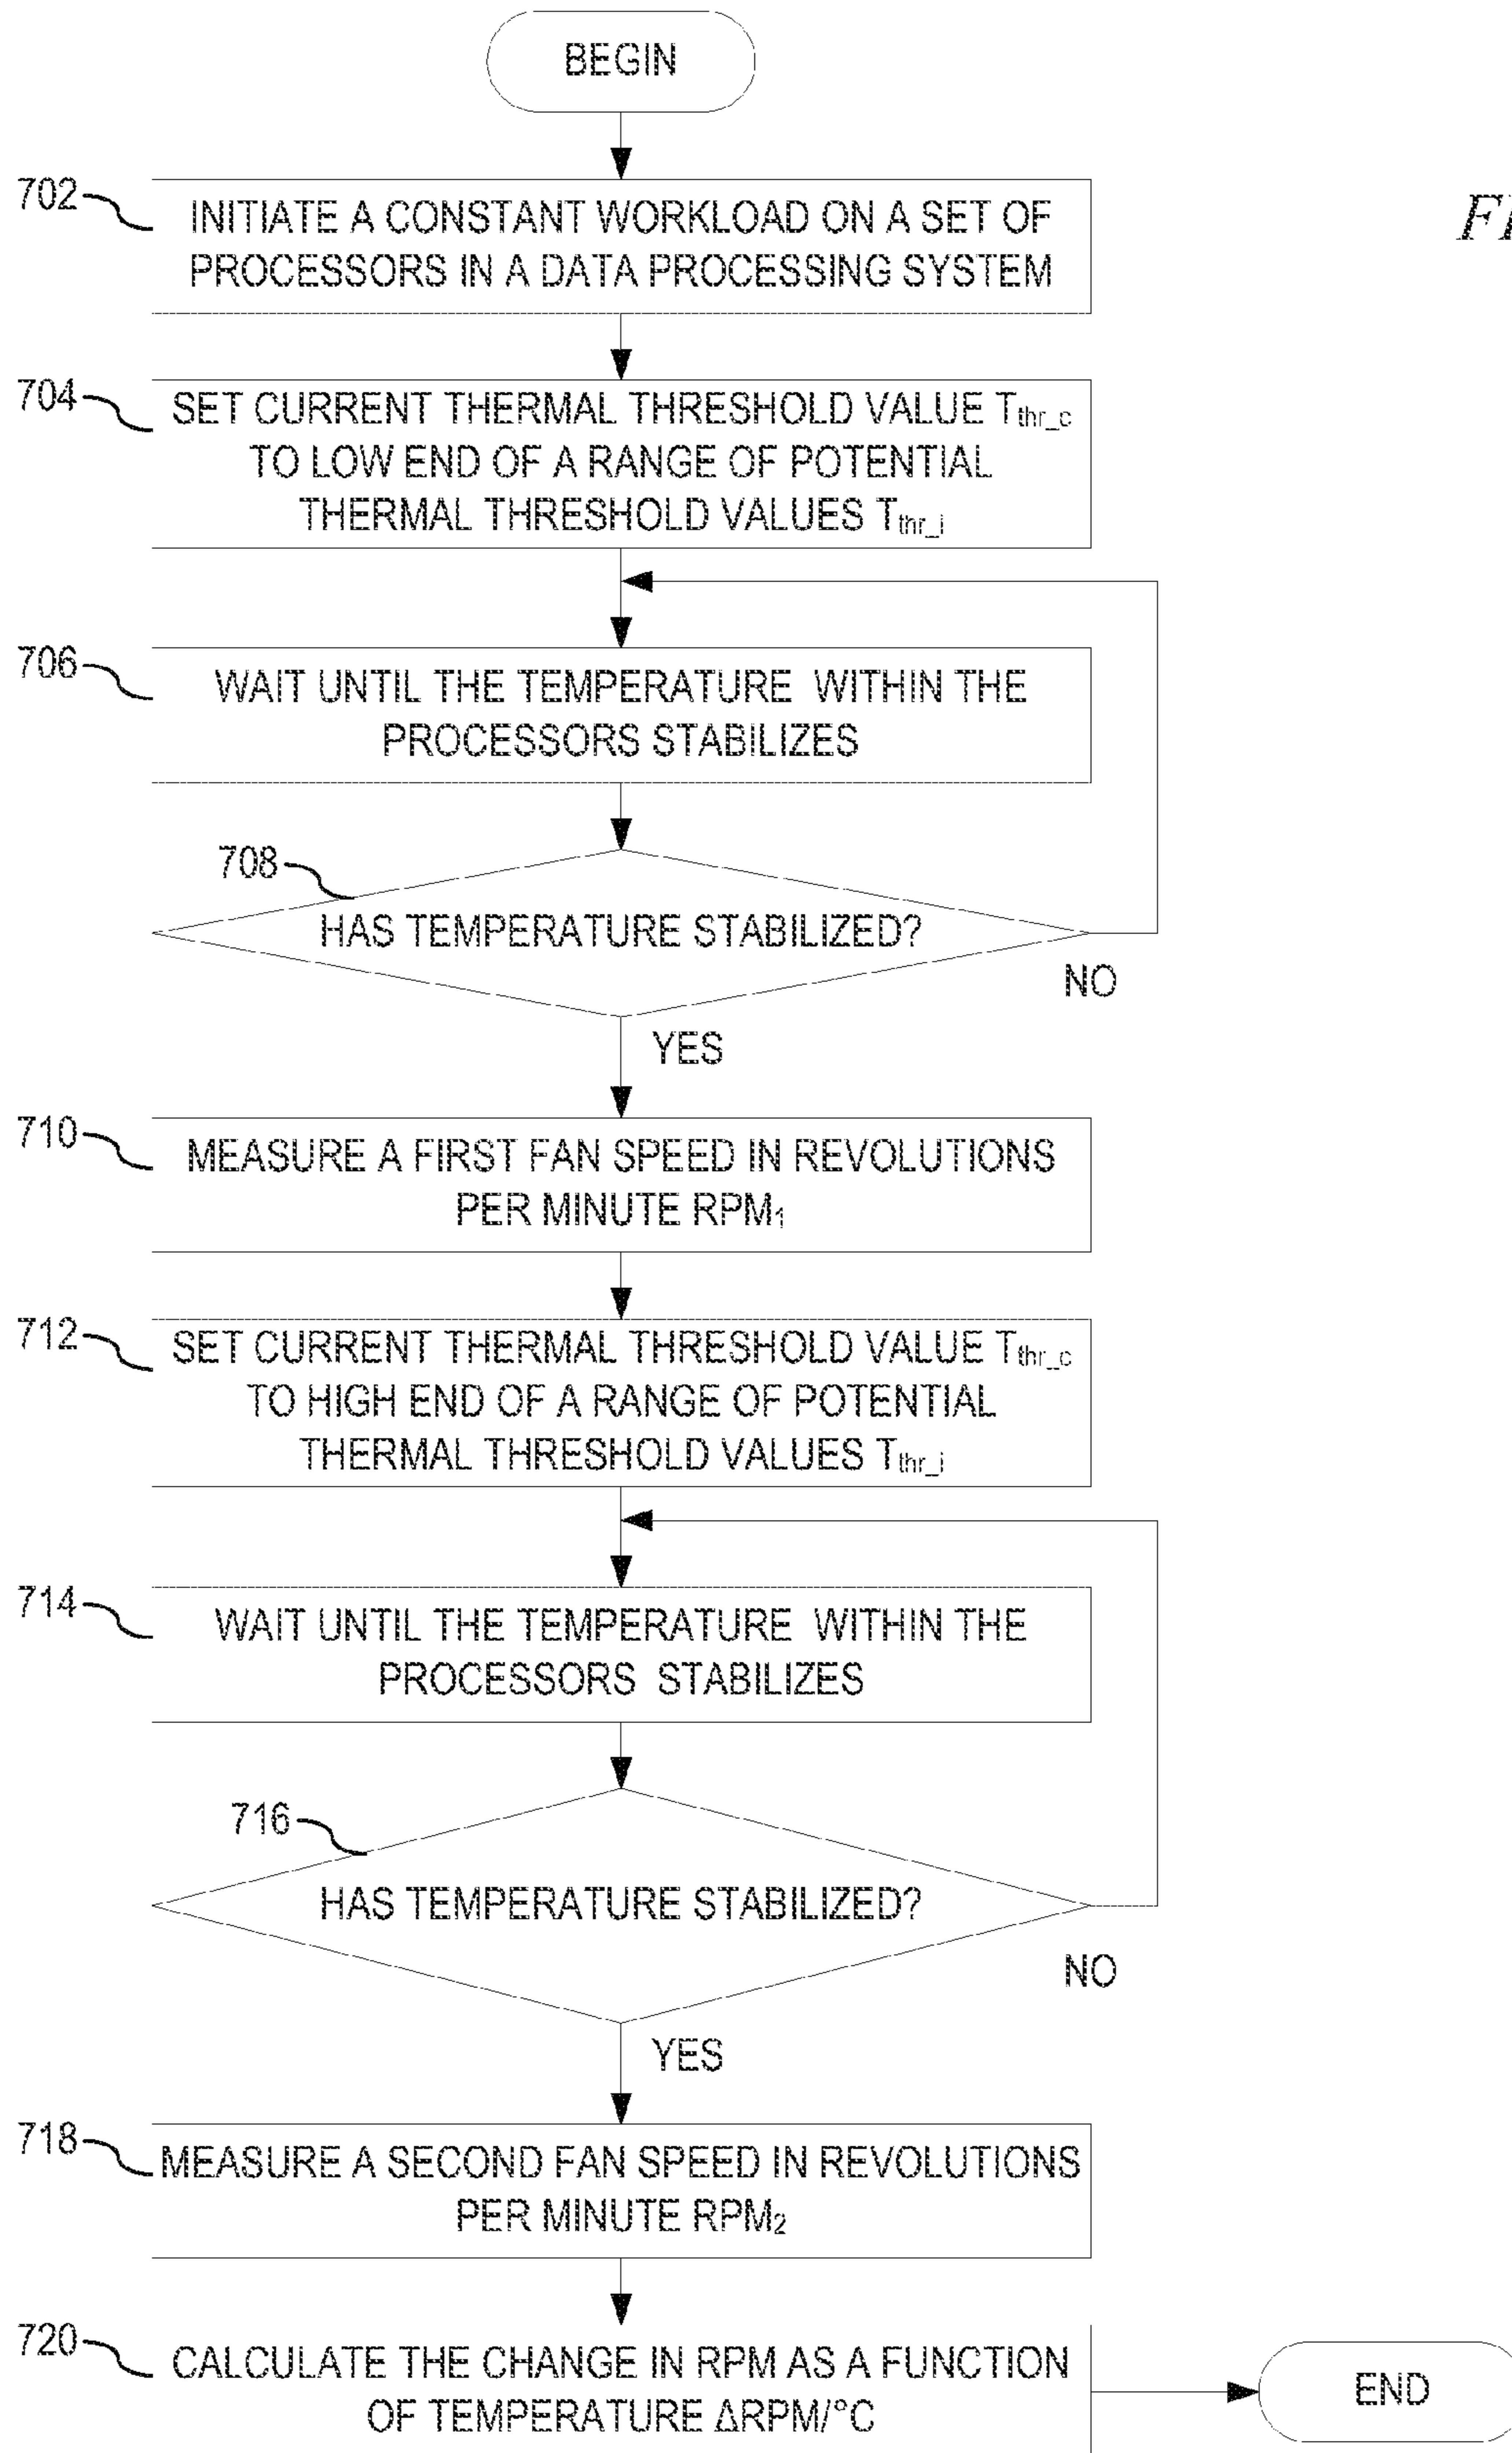 BEGIN
702
INITIATE A CONSTANT WORKLOAD ON A SET OF
PROCESSORS IN A DATA PROCESSING SYSTEM
FI
704
SET CURRENT THERMAL THRESHOLD VALUE Tthr_c
TO LOW END OF A RANGE OF POTENTIAL
THERMAL THRESHOLD VALUES Tthr_i
706
WAIT UNTIL THE TEMPERATURE WITHIN THE
PROCESSORS STABILIZES
708
HAS TEMPERATURE STABILIZED?
NO
YES
710
MEASURE A FIRST FAN SPEED IN REVOLUTIONS
PER MINUTE RPM₁
712
SET CURRENT THERMAL THRESHOLD VALUE Tthr_c
TO HIGH END OF A RANGE OF POTENTIAL
THERMAL THRESHOLD VALUES Tthr_i
714
WAIT UNTIL THE TEMPERATURE WITHIN THE
PROCESSORS STABILIZES
716
HAS TEMPERATURE STABILIZED?
NO
YES
718
MEASURE A SECOND FAN SPEED IN REVOLUTIONS
PER MINUTE RPM₂
720
CALCULATE THE CHANGE IN RPM AS A FUNCTION
OF TEMPERATURE ΔRPM/°C
END